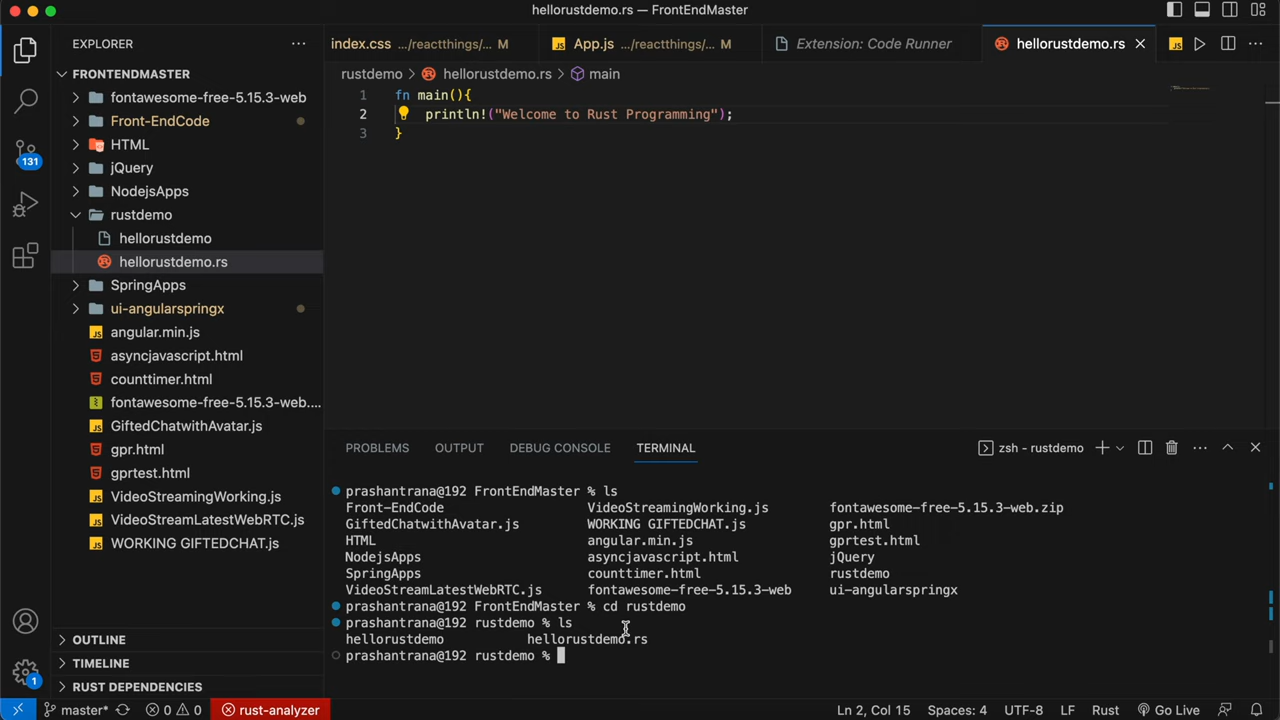 hellorustdemo.rs — FrontEndMaster
EXPLORER
index.css .../reactthings/... M
JS App.js .../reactthings/... M
Extension: Code Runner
hellorustdemo.rs
JS
FRONTENDMASTER
fontawesome-free-5.15.3-web
Front-EndCode
HTML
jQuery
NodejsApps
rustdemo
hellorustdemo
hellorustdemo.rs
SpringApps
ui-angularspringx
JS angular.min.js
asyncjavascript.html
counttimer.html
fontawesome-free-5.15.3-web....
JS GiftedChatwithAvatar.js
gpr.html
gprtest.html
JS VideoStreamingWorking.js
JS VideoStreamLatestWebRTC.js
JS WORKING GIFTEDCHAT.js
OUTLINE
TIMELINE
RUST DEPENDENCIES
131
1
rustdemo > hellorustdemo.rs > main
1 fn main(){
2 println!("Welcome to Rust Programming");
3 }
PROBLEMS OUTPUT DEBUG CONSOLE TERMINAL
zsh - rustdemo
prashantrana@192 FrontEndMaster % ls
Front-EndCode VideoStreamingWorking.js fontawesome-free-5.15.3-web.zip
GiftedChatwithAvatar.js WORKING GIFTEDCHAT.js gpr.html
HTML angular.min.js gprtest.html
NodejsApps asyncjavascript.html jQuery
SpringApps counttimer.html rustdemo
VideoStreamLatestWebRTC.js fontawesome-free-5.15.3-web ui-angularspringx
prashantrana@192 FrontEndMaster % cd rustdemo
prashantrana@192 rustdemo % ls
hellorustdemo hellorustdemo.rs
prashantrana@192 rustdemo %
master* 0 0 rust-analyzer Ln 2, Col 15 Spaces: 4 UTF-8 LF Rust Go Live